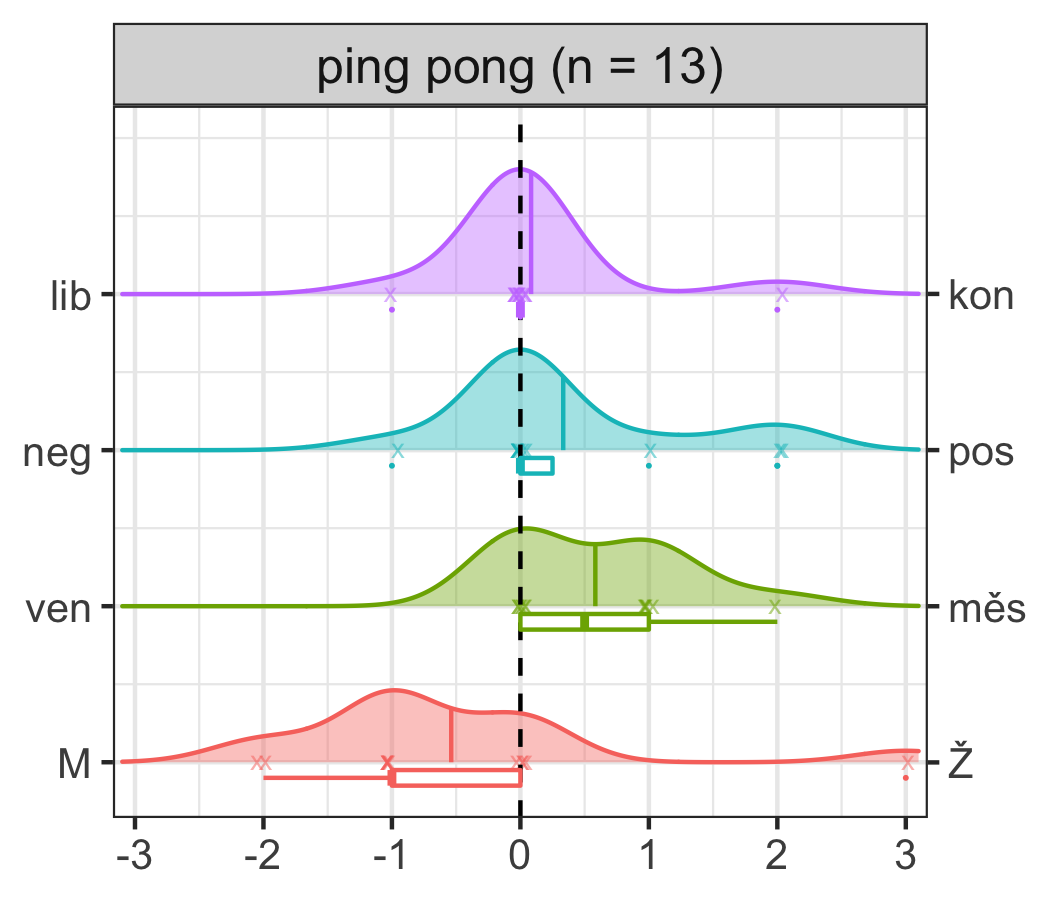 ping pong (n = 13)
lib kon
neg pos
ven měs
M Ž
-3 -2 -1 0 1 2 3